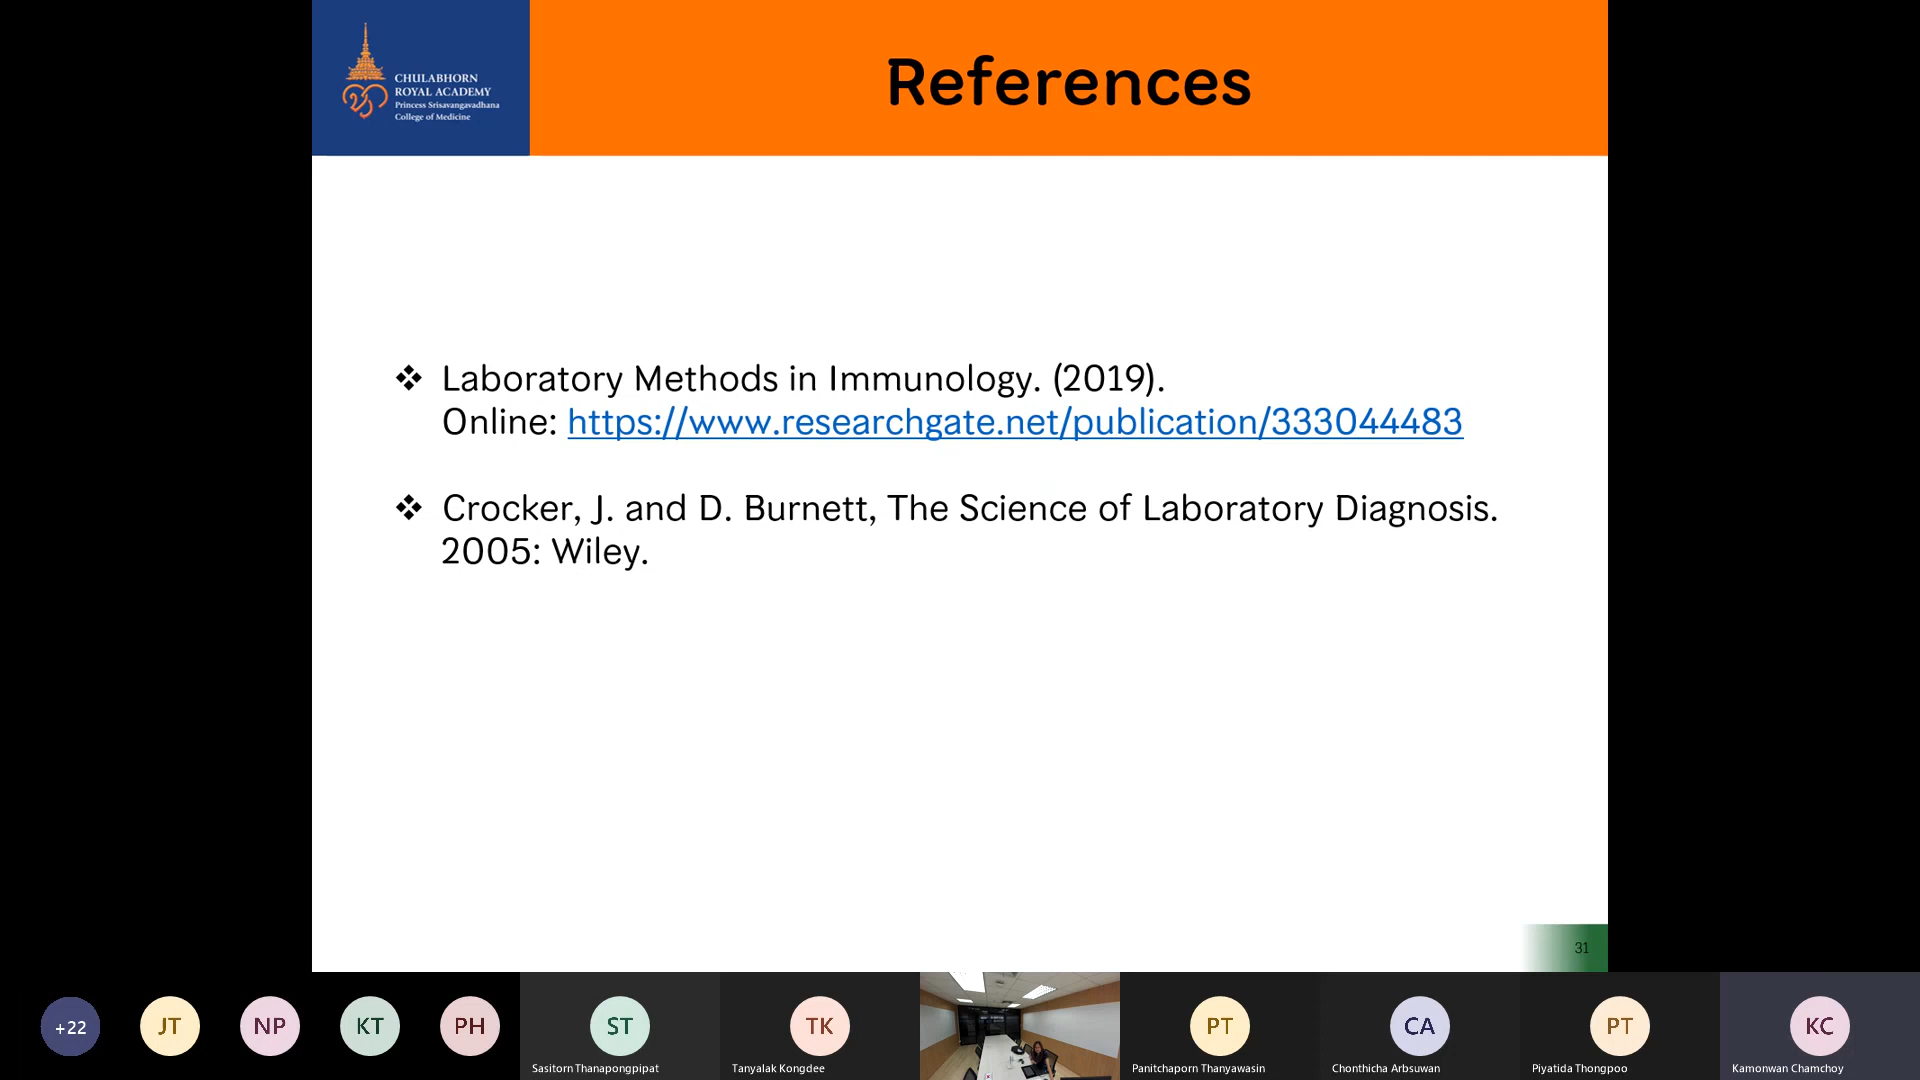 CHULABHORN
ROYAL ACADEMY
Princess Srisavangavadhana
College of Medicine
References
❖ Laboratory Methods in Immunology. (2019).
Online: https://www.researchgate.net/publication/333044483
❖ Crocker, J. and D. Burnett, The Science of Laboratory Diagnosis.
2005: Wiley.
31
+22
JT
NP
KT
PH
ST
TK
PT
CA
PT
KC
Sasitorn Thanapongpipat
Tanyalak Kongdee
Panitchaporn Thanyawasin
Chonthicha Arbsuwan
Piyatida Thongpoo
Kamonwan Chamchoy